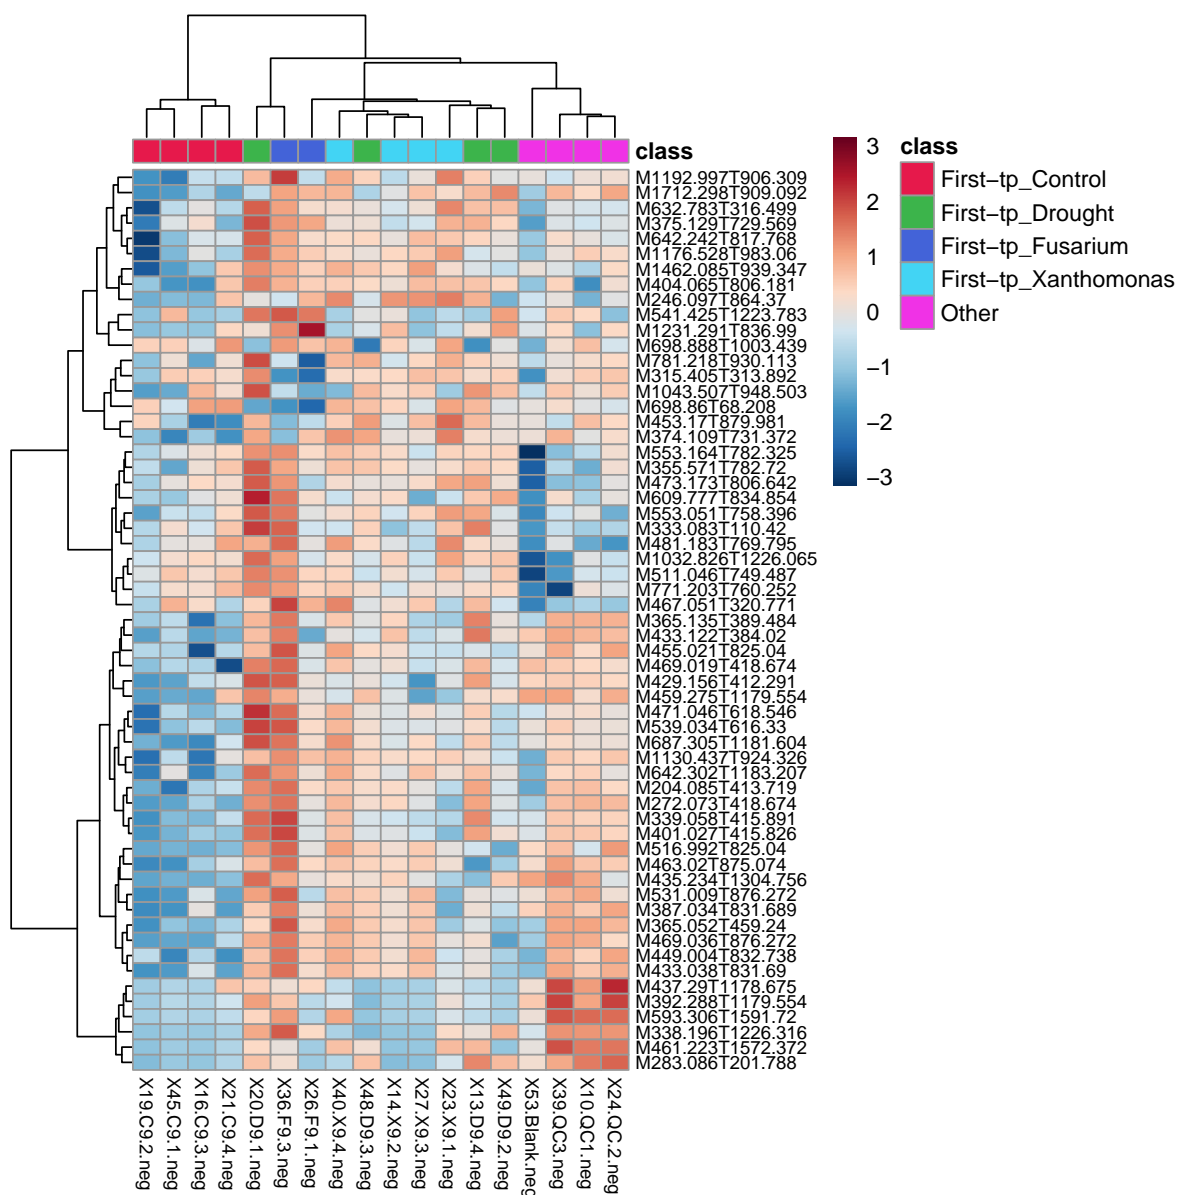 class
M1192.997T906.309
M1712.298T909.092
M632.783T316.499
M375.129T729.569
M642.242T817.768
M1176.528T983.06
M1462.085T939.347
M404.065T806.181
M246.097T864.37
M541.425T1223.783
M1231.291T836.99
M698.888T1003.439
M781.218T930.113
M315.405T313.892
M1043.507T948.503
M698.86T68.208
M453.17T879.981
M374.109T731.372
M553.164T782.325
M355.571T782.72
M473.173T806.642
M609.777T834.854
M553.051T758.396
M333.083T110.42
M481.183T769.795
M1032.826T1226.065
M511.046T749.487
M771.203T760.252
M467.051T320.771
M365.135T389.484
M433.122T384.02
M455.021T825.04
M469.019T418.674
M429.156T412.291
M459.275T1179.554
M471.046T618.546
M539.034T616.33
M687.305T1181.604
M1130.437T924.326
M642.302T1183.207
M204.085T413.719
M272.073T418.674
M339.058T415.891
M401.027T415.826
M516.992T825.04
M463.02T875.074
M435.234T1304.756
M531.009T876.272
M387.034T831.689
M365.052T459.24
M469.036T876.272
M449.004T832.738
M433.038T831.69
M437.29T1178.675
M392.288T1179.554
M593.306T1591.72
M338.196T1226.316
M461.223T1572.372
M283.086T201.788
X19.C9.2.neg
X45.C9.1.neg
X16.C9.3.neg
X21.C9.4.neg
X20.D9.1.neg
X36.F9.3.neg
X26.F9.1.neg
X40.X9.4.neg
X48.D9.3.neg
X14.X9.2.neg
X27.X9.3.neg
X23.X9.1.neg
X13.D9.4.neg
X49.D9.2.neg
X53.Blank.neg
X39.QC3.neg
X10.QC1.neg
X24.QC.2.neg
3
2
1
0
−1
−2
−3
class
First−tp_Control
First−tp_Drought
First−tp_Fusarium
First−tp_Xanthomonas
Other